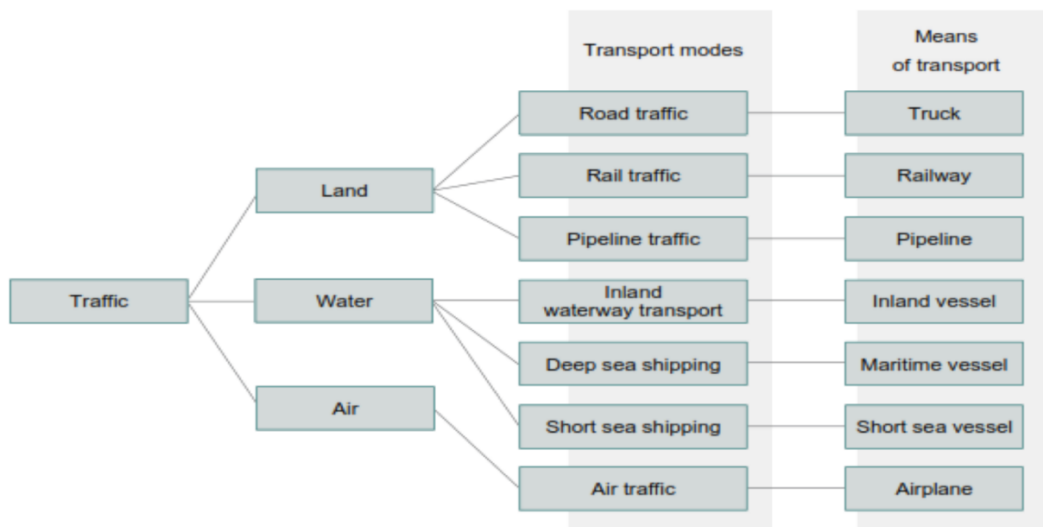 Transport modes
Means
of transport
Road traffic
Truck
Land
Rail traffic
Railway
Pipeline traffic
Pipeline
Traffic
Water
Inland
waterway transport
Inland vessel
Deep sea shipping
Maritime vessel
Air
Short sea shipping
Short sea vessel
Air traffic
Airplane